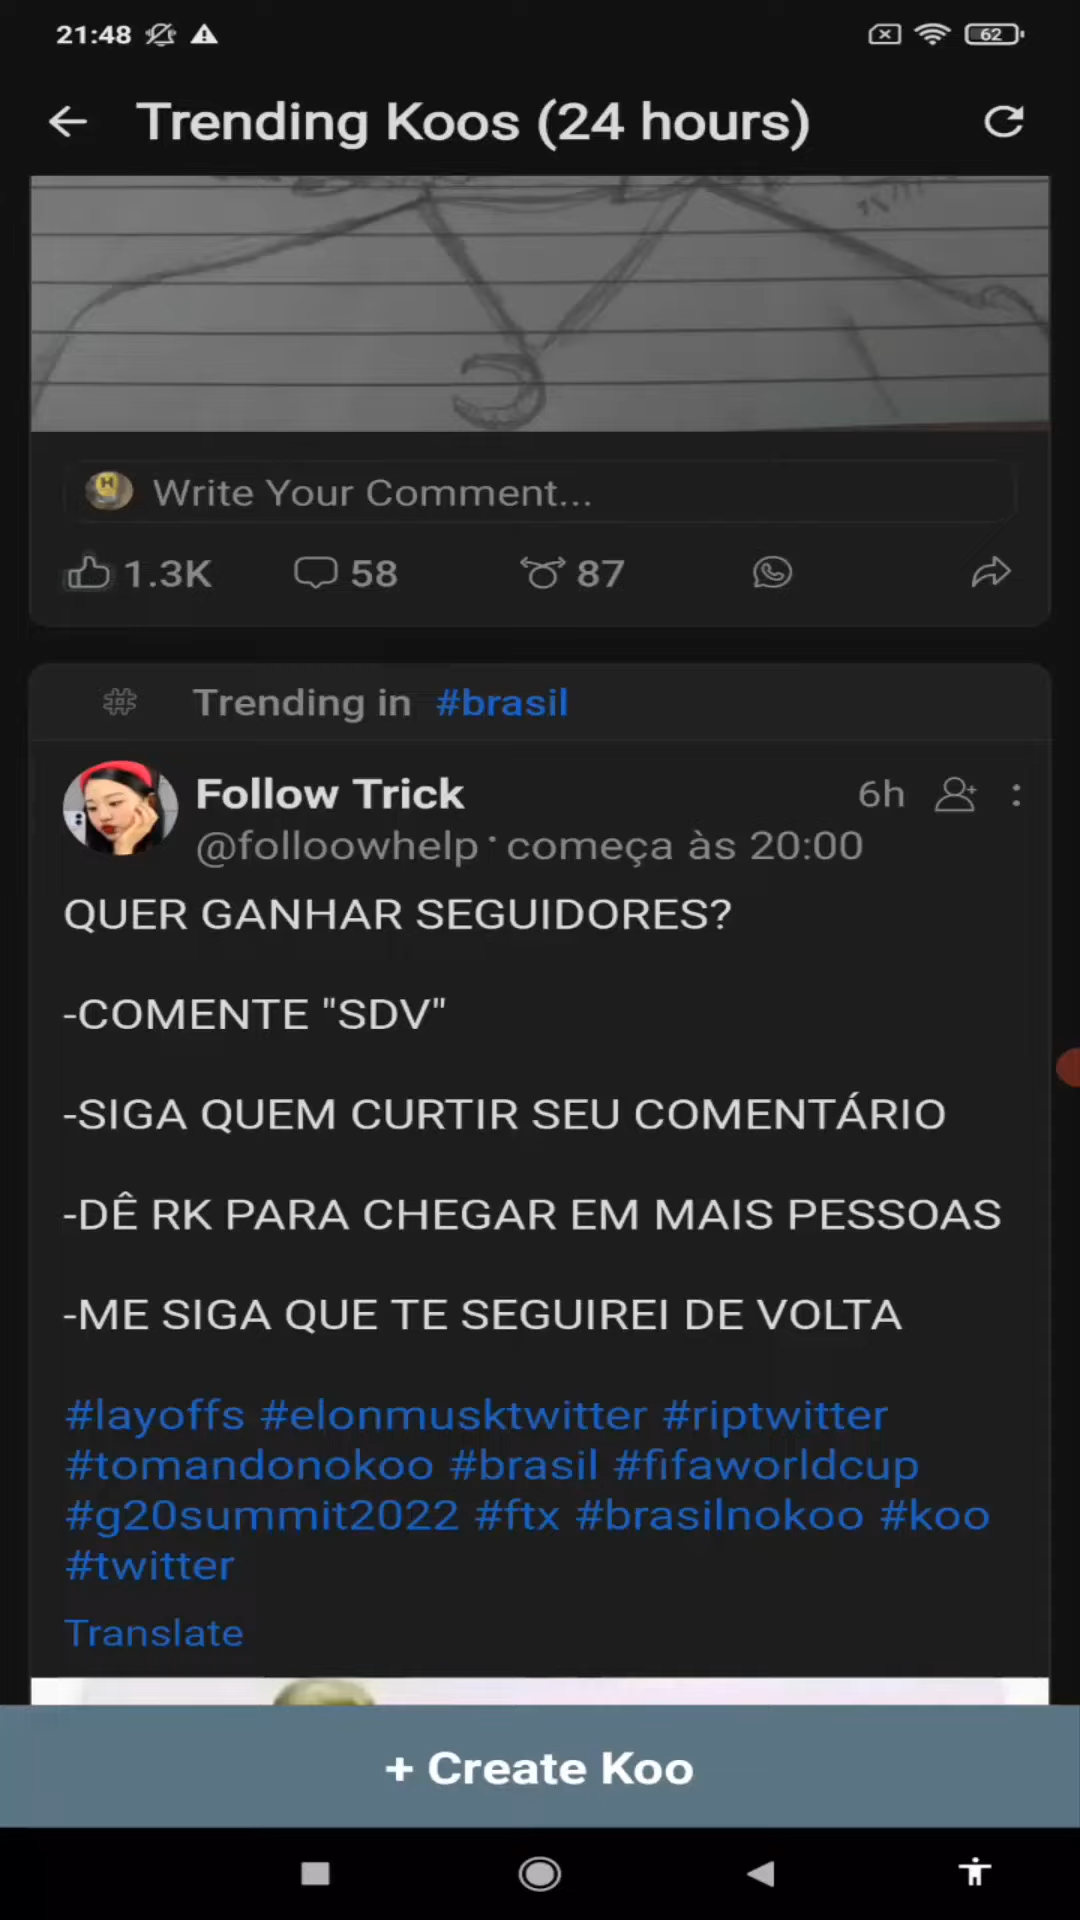 21:48
62
Trending Koos (24 hours)
Write Your Comment...
1.3K 58 87
Trending in #brasil
Follow Trick 6h
@folloowhelp · começa às 20:00
QUER GANHAR SEGUIDORES?
-COMENTE "SDV"
-SIGA QUEM CURTIR SEU COMENTÁRIO
-DÊ RK PARA CHEGAR EM MAIS PESSOAS
-ME SIGA QUE TE SEGUIREI DE VOLTA
#layoffs #elonmusktwitter #riptwitter
#tomandonokoo #brasil #fifaworldcup
#g20summit2022 #ftx #brasilnokoo #koo
#twitter
Translate
+ Create Koo